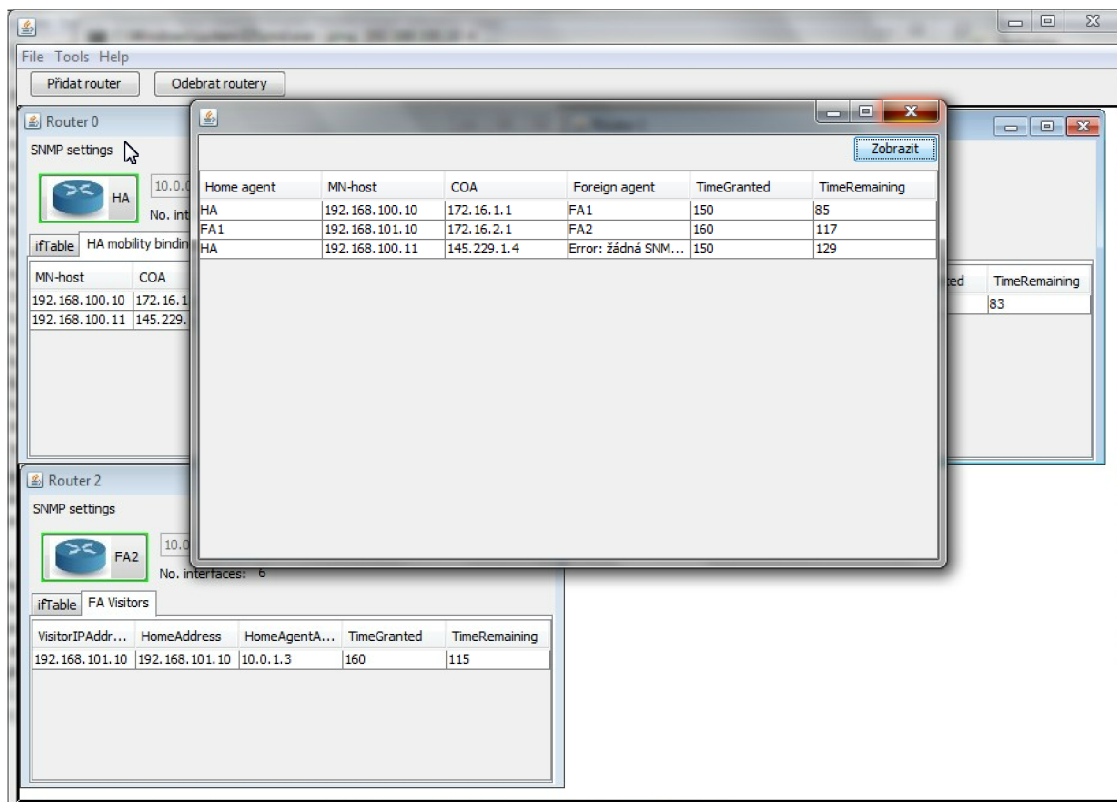 File Tools Help
Přidat router Odebrat routery
Router 0
SNMP settings
HA
10.0.0
No. int
ifTable HA mobility bindin
MN-host COA
192.168.100.10 172.16.1
192.168.100.11 145.229.
Zobrazit
Home agent MN-host COA Foreign agent TimeGranted TimeRemaining
HA 192.168.100.10 172.16.1.1 FA1 150 85
FA1 192.168.101.10 172.16.2.1 FA2 160 117
HA 192.168.100.11 145.229.1.4 Error: žádná SNM... 150 129
ed TimeRemaining
83
Router 2
SNMP settings
FA2
10.0
No. interfaces: 6
ifTable FA Visitors
VisitorIPAddr... HomeAddress HomeAgentA... TimeGranted TimeRemaining
192.168.101.10 192.168.101.10 10.0.1.3 160 115